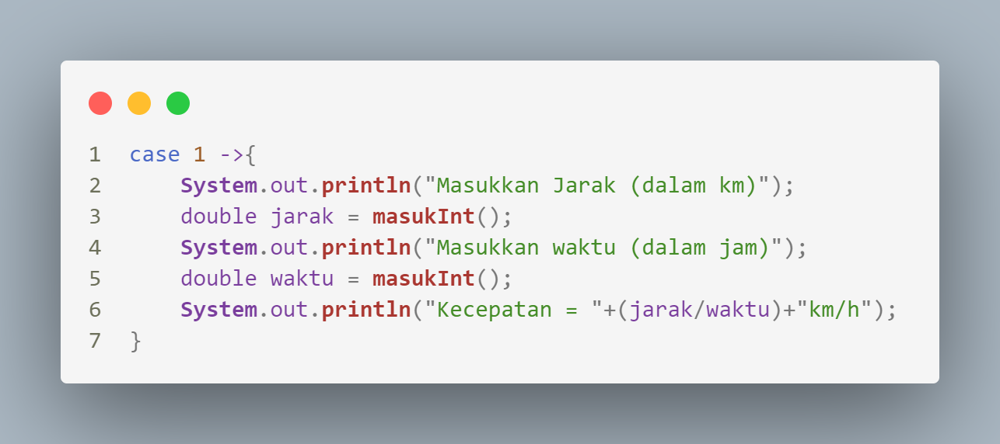 1 case 1 ->{
2     System.out.println("Masukkan Jarak (dalam km)");
3     double jarak = masukInt();
4     System.out.println("Masukkan waktu (dalam jam)");
5     double waktu = masukInt();
6     System.out.println("Kecepatan = "+(jarak/waktu)+"km/h");
7 }